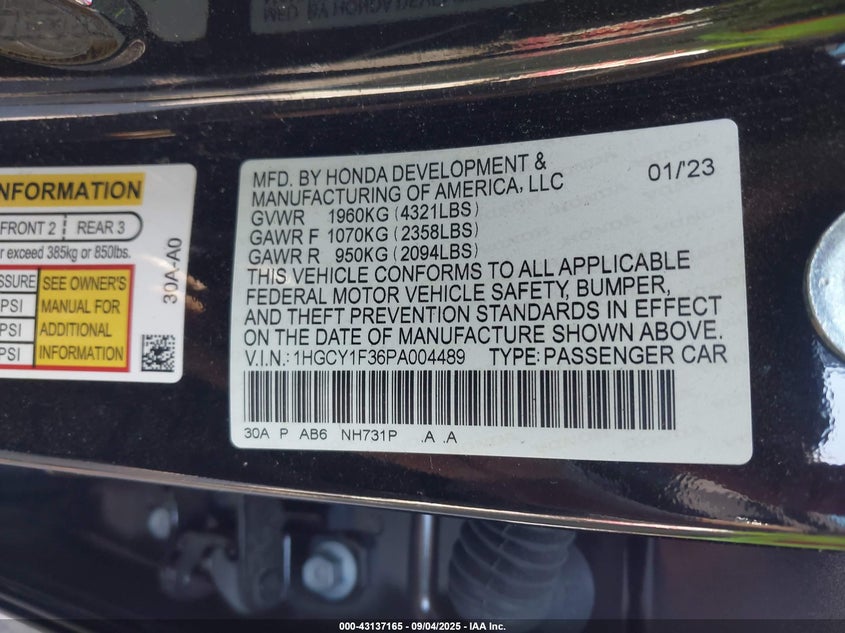 INFORMATION
FRONT 2 REAR 3
exceed 385kg or 850lbs.
SEE OWNER'S
MANUAL FOR
ADDITIONAL
INFORMATION
PSI
PSI
PSI
30A-A0
MFD. BY HONDA DEVELOPMENT & 01/'23
MANUFACTURING OF AMERICA, LLC
GVWR 1960KG (4321LBS)
GAWR F 1070KG (2358LBS)
GAWR R 950KG (2094LBS)
THIS VEHICLE CONFORMS TO ALL APPLICABLE
FEDERAL MOTOR VEHICLE SAFETY, BUMPER,
AND THEFT PREVENTION STANDARDS IN EFFECT
ON THE DATE OF MANUFACTURE SHOWN ABOVE.
V.I.N.: 1HGCY1F36PA004489 TYPE: PASSENGER CAR
30A P AB6 NH731P .A .A
000-43137165 - 09/04/2025 - IAA Inc.